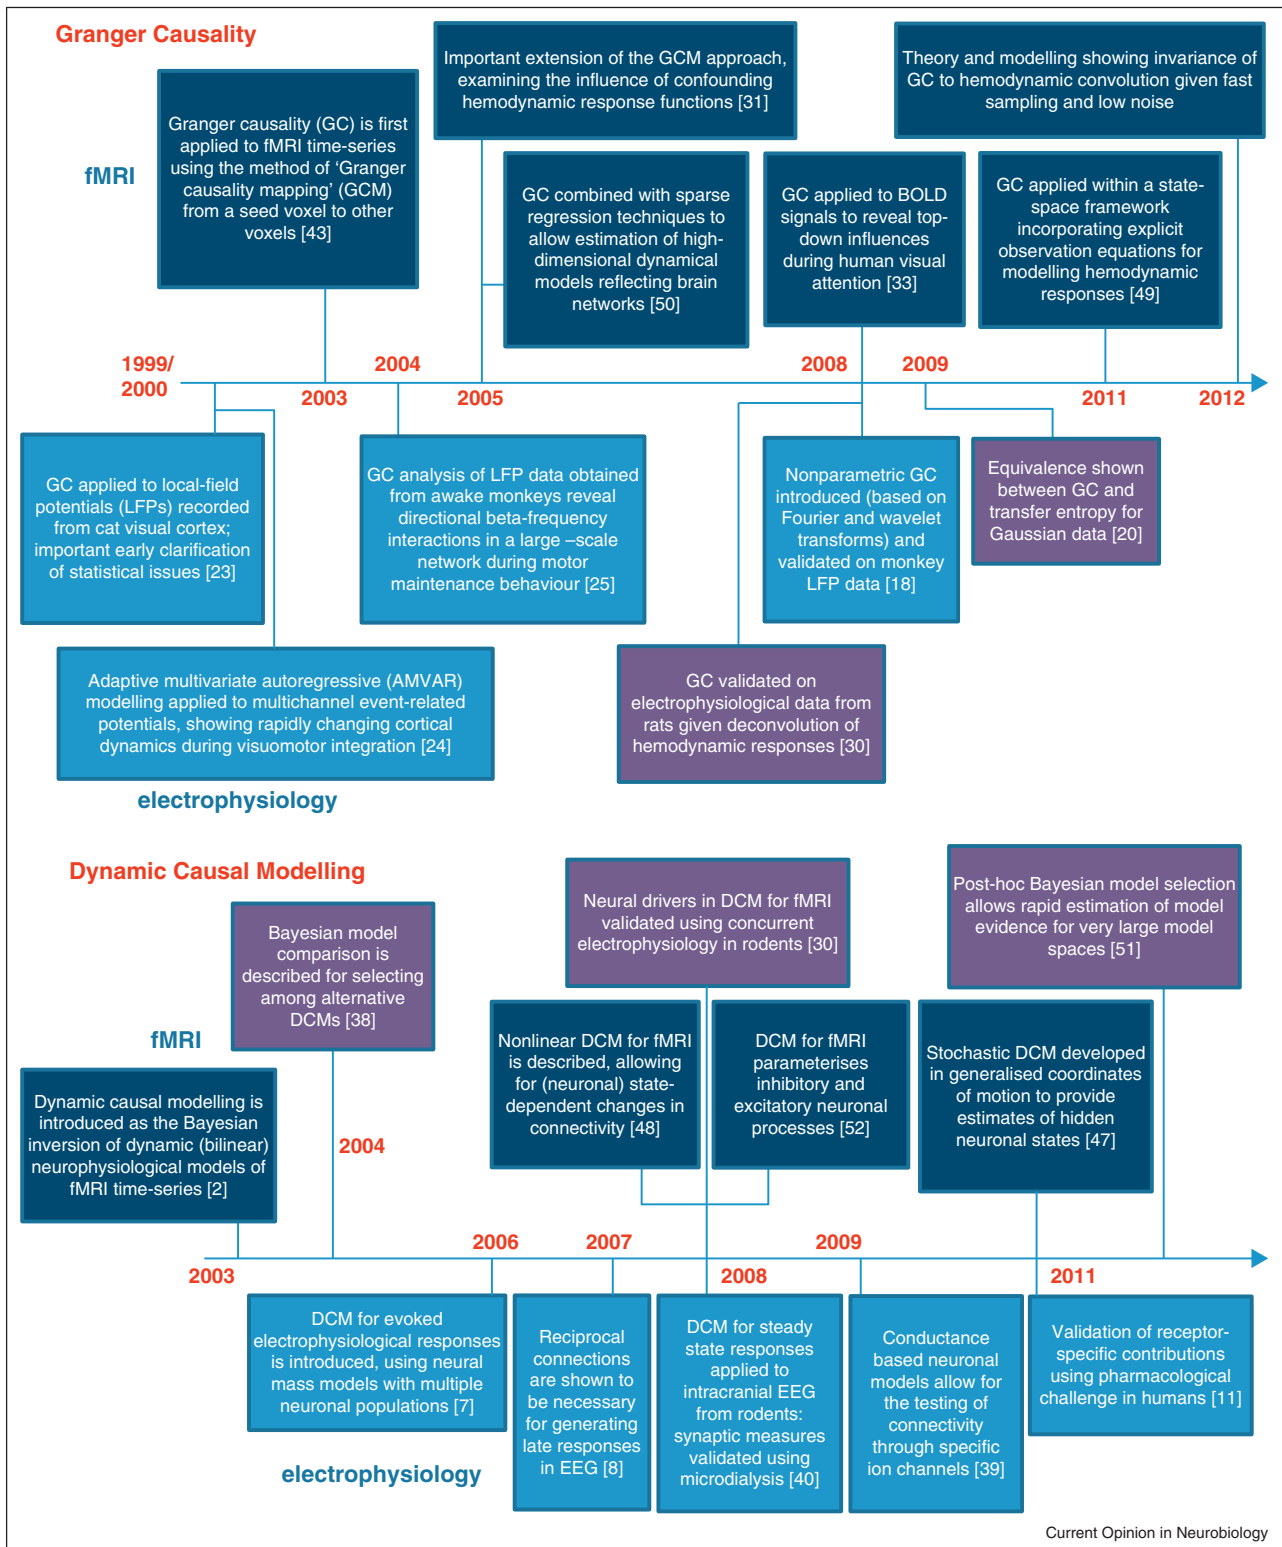 Granger Causality
fMRI
Granger causality (GC) is first
applied to fMRI time-series
using the method of ‘Granger
causality mapping’ (GCM)
from a seed voxel to other
voxels [43]
Important extension of the GCM approach,
examining the influence of confounding
hemodynamic response functions [31]
GC combined with sparse
regression techniques to
allow estimation of high-
dimensional dynamical
models reflecting brain
networks [50]
GC applied to BOLD
signals to reveal top-
down influences
during human visual
attention [33]
Theory and modelling showing invariance of
GC to hemodynamic convolution given fast
sampling and low noise
GC applied within a state-
space framework
incorporating explicit
observation equations for
modelling hemodynamic
responses [49]
1999/
2000
2003
2004
2005
2008
2009
2011
2012
GC applied to local-field
potentials (LFPs) recorded
from cat visual cortex;
important early clarification
of statistical issues [23]
GC analysis of LFP data obtained
from awake monkeys reveal
directional beta-frequency
interactions in a large –scale
network during motor
maintenance behaviour [25]
Nonparametric GC
introduced (based on
Fourier and wavelet
transforms) and
validated on monkey
LFP data [18]
Equivalence shown
between GC and
transfer entropy for
Gaussian data [20]
Adaptive multivariate autoregressive (AMVAR)
modelling applied to multichannel event-related
potentials, showing rapidly changing cortical
dynamics during visuomotor integration [24]
GC validated on
electrophysiological data from
rats given deconvolution of
hemodynamic responses [30]
electrophysiology
Dynamic Causal Modelling
fMRI
Dynamic causal modelling is
introduced as the Bayesian
inversion of dynamic (bilinear)
neurophysiological models of
fMRI time-series [2]
Bayesian model
comparison is
described for selecting
among alternative
DCMs [38]
Neural drivers in DCM for fMRI
validated using concurrent
electrophysiology in rodents [30]
Nonlinear DCM for fMRI
is described, allowing
for (neuronal) state-
dependent changes in
connectivity [48]
DCM for fMRI
parameterises
inhibitory and
excitatory neuronal
processes [52]
Post-hoc Bayesian model selection
allows rapid estimation of model
evidence for very large model
spaces [51]
Stochastic DCM developed
in generalised coordinates
of motion to provide
estimates of hidden
neuronal states [47]
2003
2004
2006
2007
2008
2009
2011
DCM for evoked
electrophysiological responses
is introduced, using neural
mass models with multiple
neuronal populations [7]
Reciprocal
connections
are shown to
be necessary
for generating
late responses
in EEG [8]
DCM for steady
state responses
applied to
intracranial EEG
from rodents:
synaptic measures
validated using
microdialysis [40]
Conductance
based neuronal
models allow for
the testing of
connectivity
through specific
ion channels [39]
Validation of receptor-
specific contributions
using pharmacological
challenge in humans [11]
electrophysiology
Current Opinion in Neurobiology